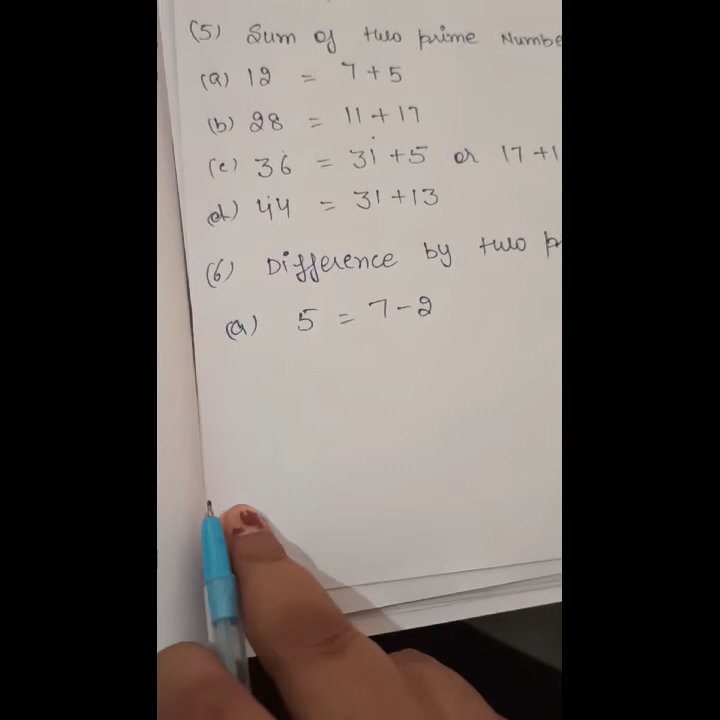 (5) Sum of two prime Numbe
(a) 12 = 7+5
(b) 28 = 11+17
(c) 36 = 31+5 or 17+1
(d) 44 = 31+13
(6) Difference by two p
(a) 5 = 7-2